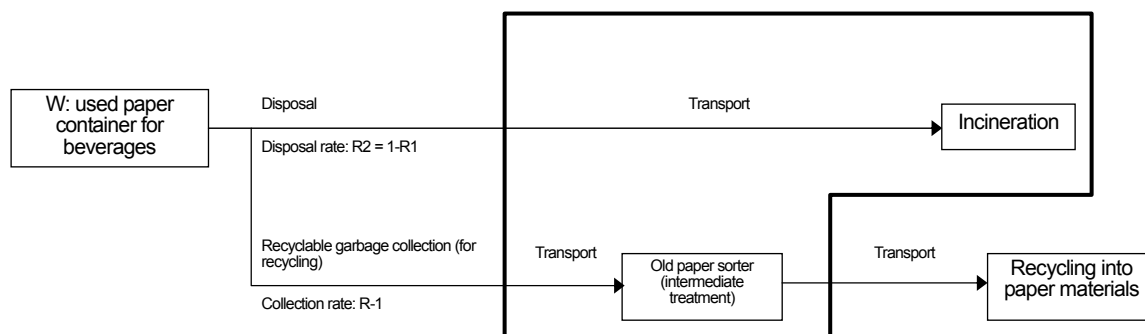 W: used paper
container for
beverages
Disposal
Disposal rate: R2 = 1-R1
Transport
Incineration
Recyclable garbage collection (for
recycling)
Collection rate: R-1
Transport
Old paper sorter
(intermediate
treatment)
Transport
Recycling into
paper materials